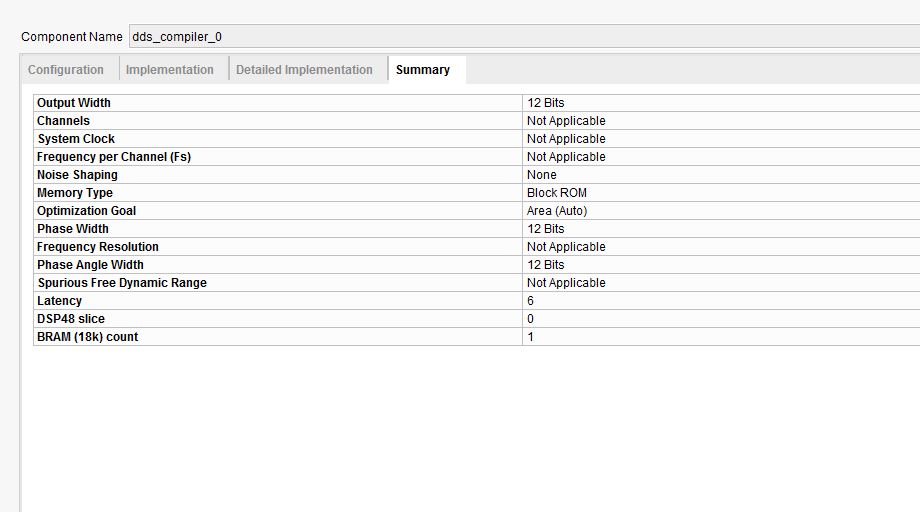 Component Name dds_compiler_0
Configuration Implementation Detailed Implementation Summary
Output Width 12 Bits
Channels Not Applicable
System Clock Not Applicable
Frequency per Channel (Fs) Not Applicable
Noise Shaping None
Memory Type Block ROM
Optimization Goal Area (Auto)
Phase Width 12 Bits
Frequency Resolution Not Applicable
Phase Angle Width 12 Bits
Spurious Free Dynamic Range Not Applicable
Latency 6
DSP48 slice 0
BRAM (18k) count 1